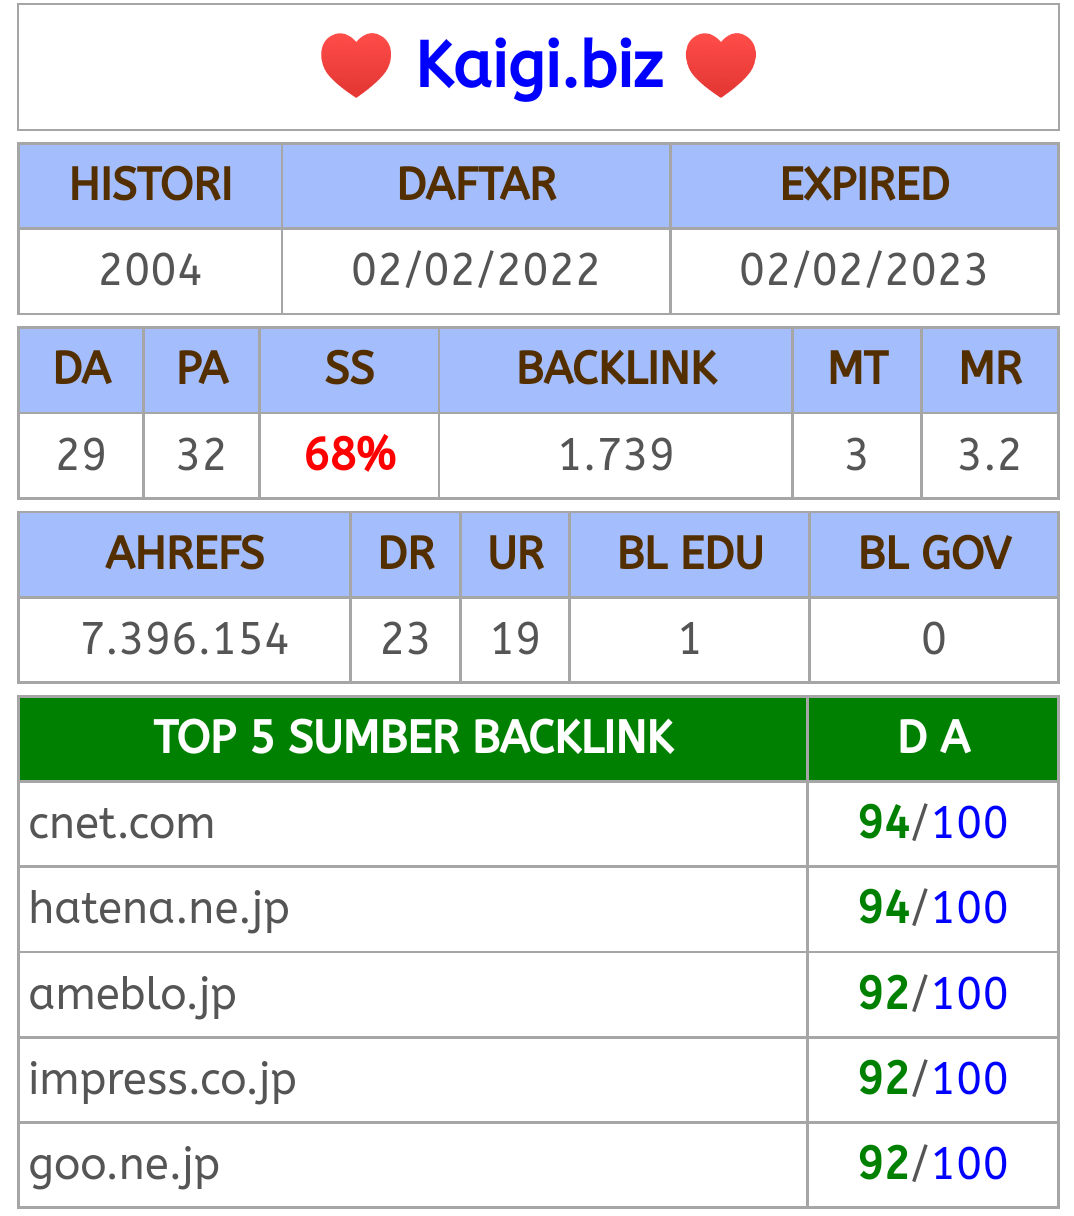 ❤️ Kaigi.biz ❤️
HISTORI DAFTAR EXPIRED
2004 02/02/2022 02/02/2023
DA PA SS BACKLINK MT MR
29 32 68% 1.739 3 3.2
AHREFS DR UR BL EDU BL GOV
7.396.154 23 19 1 0
TOP 5 SUMBER BACKLINK D A
cnet.com 94/100
hatena.ne.jp 94/100
ameblo.jp 92/100
impress.co.jp 92/100
goo.ne.jp 92/100